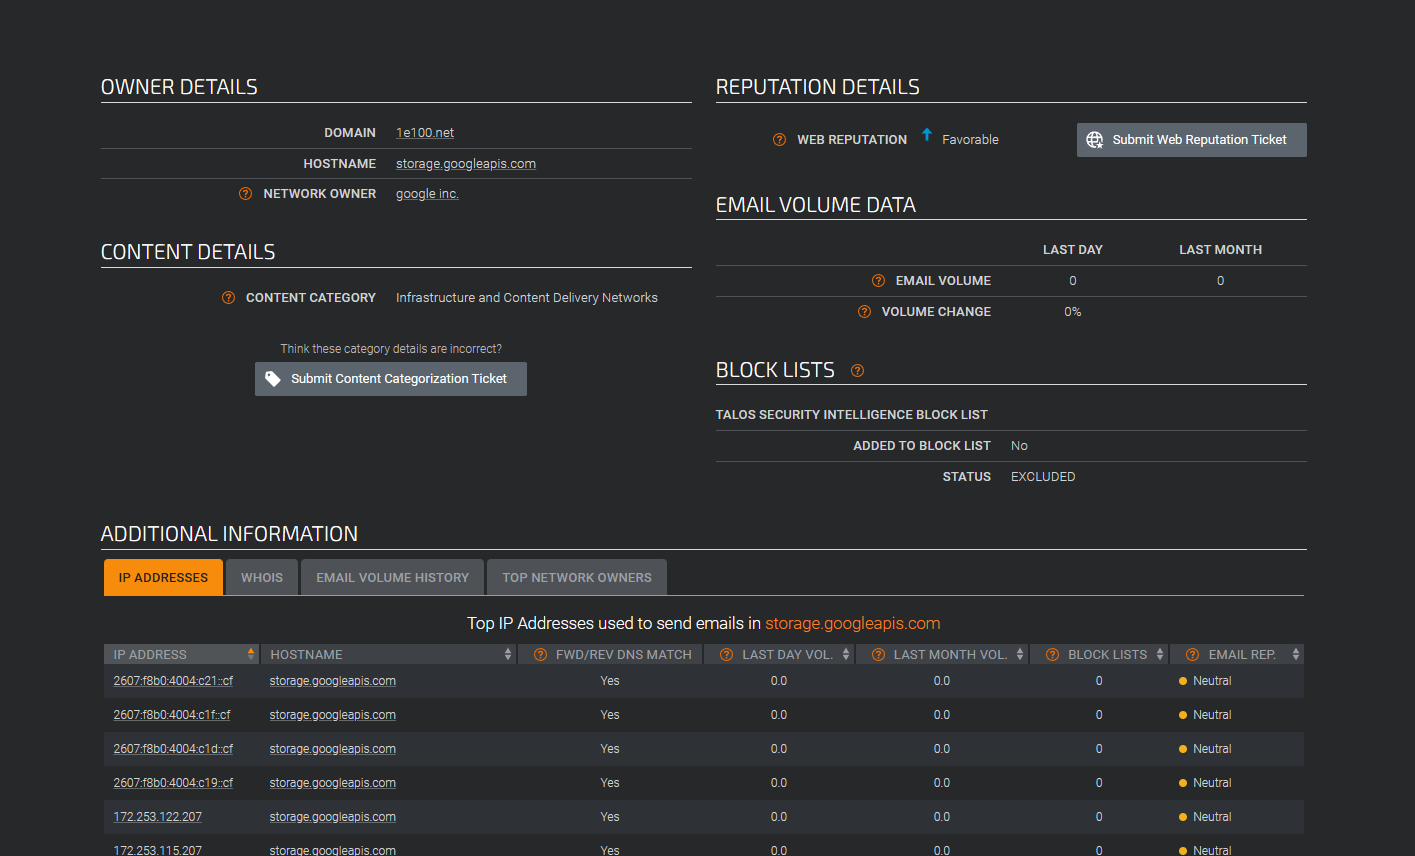 OWNER DETAILS
DOMAIN 1e100.net
HOSTNAME storage.googleapis.com
NETWORK OWNER google inc.
CONTENT DETAILS
CONTENT CATEGORY Infrastructure and Content Delivery Networks
Think these category details are incorrect?
Submit Content Categorization Ticket
REPUTATION DETAILS
WEB REPUTATION Favorable Submit Web Reputation Ticket
EMAIL VOLUME DATA
LAST DAY LAST MONTH
EMAIL VOLUME 0 0
VOLUME CHANGE 0%
BLOCK LISTS
TALOS SECURITY INTELLIGENCE BLOCK LIST
ADDED TO BLOCK LIST No
STATUS EXCLUDED
ADDITIONAL INFORMATION
IP ADDRESSES WHOIS EMAIL VOLUME HISTORY TOP NETWORK OWNERS
Top IP Addresses used to send emails in storage.googleapis.com
IP ADDRESS HOSTNAME FWD/REV DNS MATCH LAST DAY VOL. LAST MONTH VOL. BLOCK LISTS EMAIL REP.
2607:f8b0:4004:c21::cf storage.googleapis.com Yes 0.0 0.0 0 Neutral
2607:f8b0:4004:c1f::cf storage.googleapis.com Yes 0.0 0.0 0 Neutral
2607:f8b0:4004:c1d::cf storage.googleapis.com Yes 0.0 0.0 0 Neutral
2607:f8b0:4004:c19::cf storage.googleapis.com Yes 0.0 0.0 0 Neutral
172.253.122.207 storage.googleapis.com Yes 0.0 0.0 0 Neutral
172.253.115.207 storage.googleapis.com Yes 0.0 0.0 0 Neutral